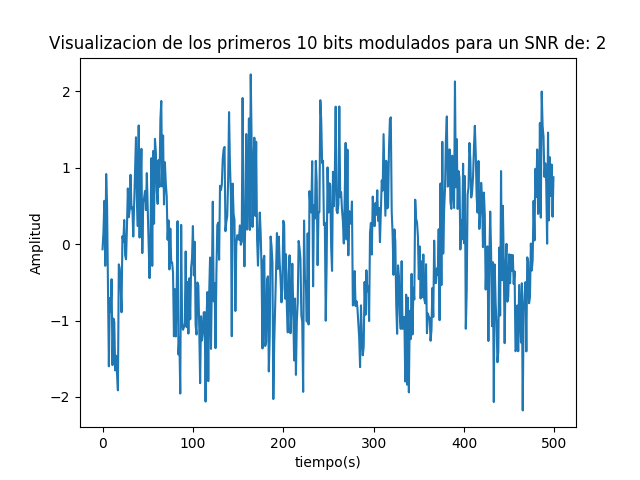 Visualizacion de los primeros 10 bits modulados para un SNR de: 2
2
1
0
−1
−2
Amplitud
0 100 200 300 400 500
tiempo(s)